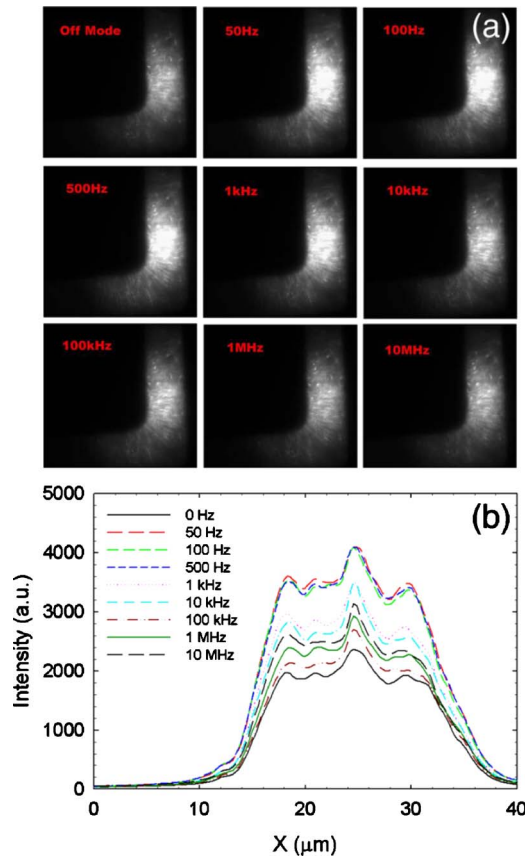 Off Mode
50Hz
100Hz
(a)
500Hz
1kHz
10kHz
100kHz
1MHz
10MHz
(b)
5000
4000
3000
2000
1000
0
Intensity (a.u.)
0 Hz
50 Hz
100 Hz
500 Hz
1 kHz
10 kHz
100 kHz
1 MHz
10 MHz
0
10
20
30
40
X (μm)